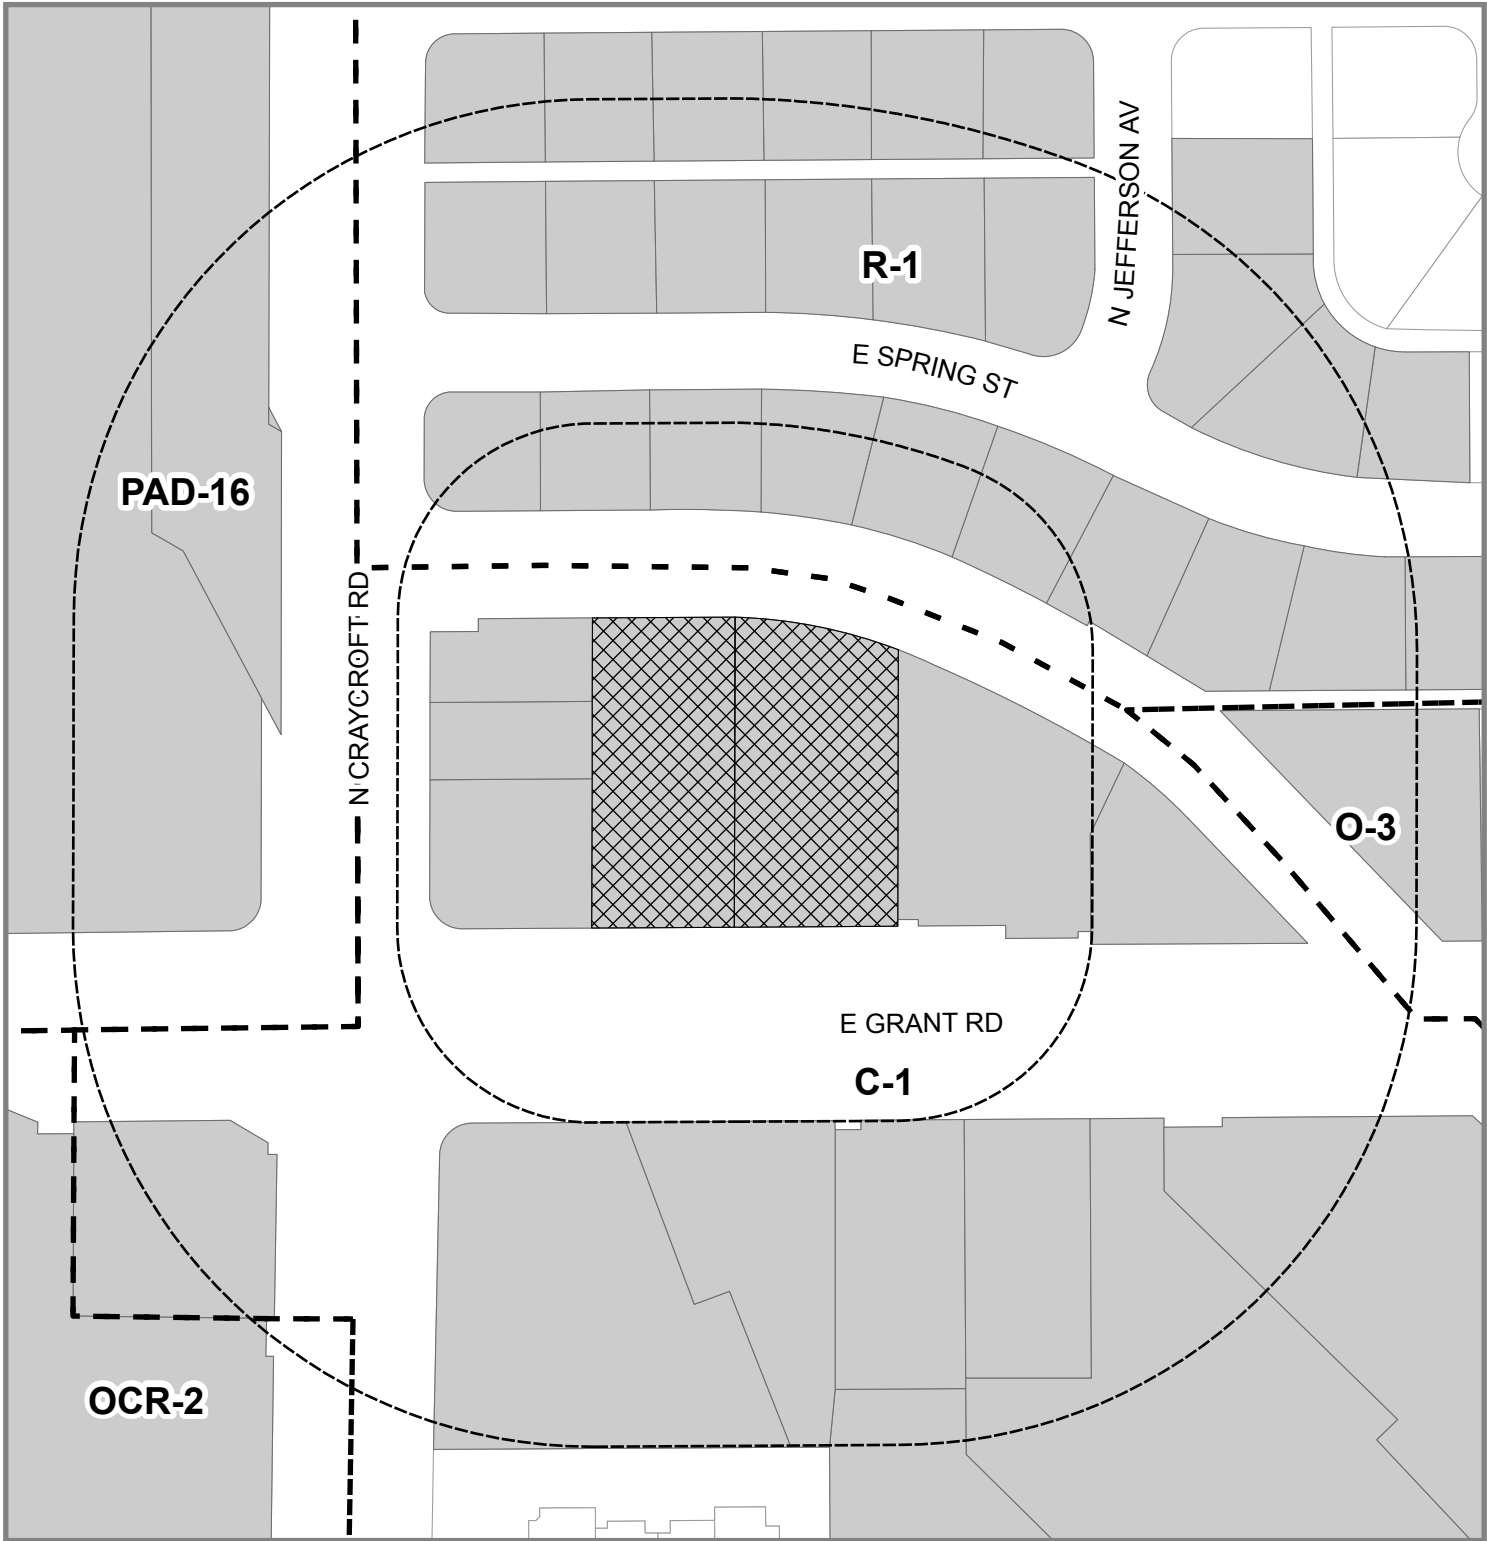 N JEFFERSON AV
R-1
E SPRING ST
PAD-16
N CRAYCROFT RD
O-3
E GRANT RD
C-1
OCR-2